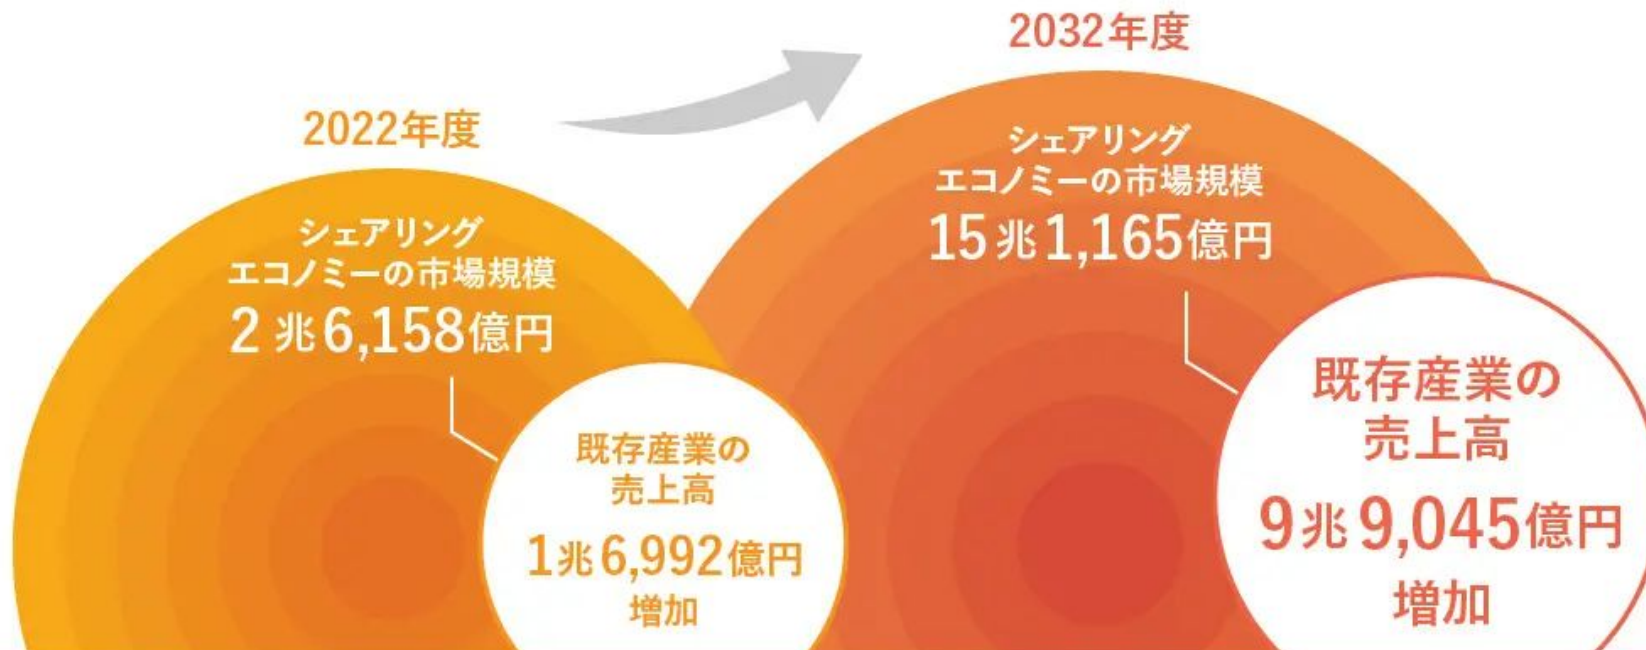 2022年度
シェアリング
エコノミーの市場規模
2兆6,158億円
既存産業の
売上高
1兆6,992億円
増加
2032年度
シェアリング
エコノミーの市場規模
15兆1,165億円
既存産業の
売上高
9兆9,045億円
増加